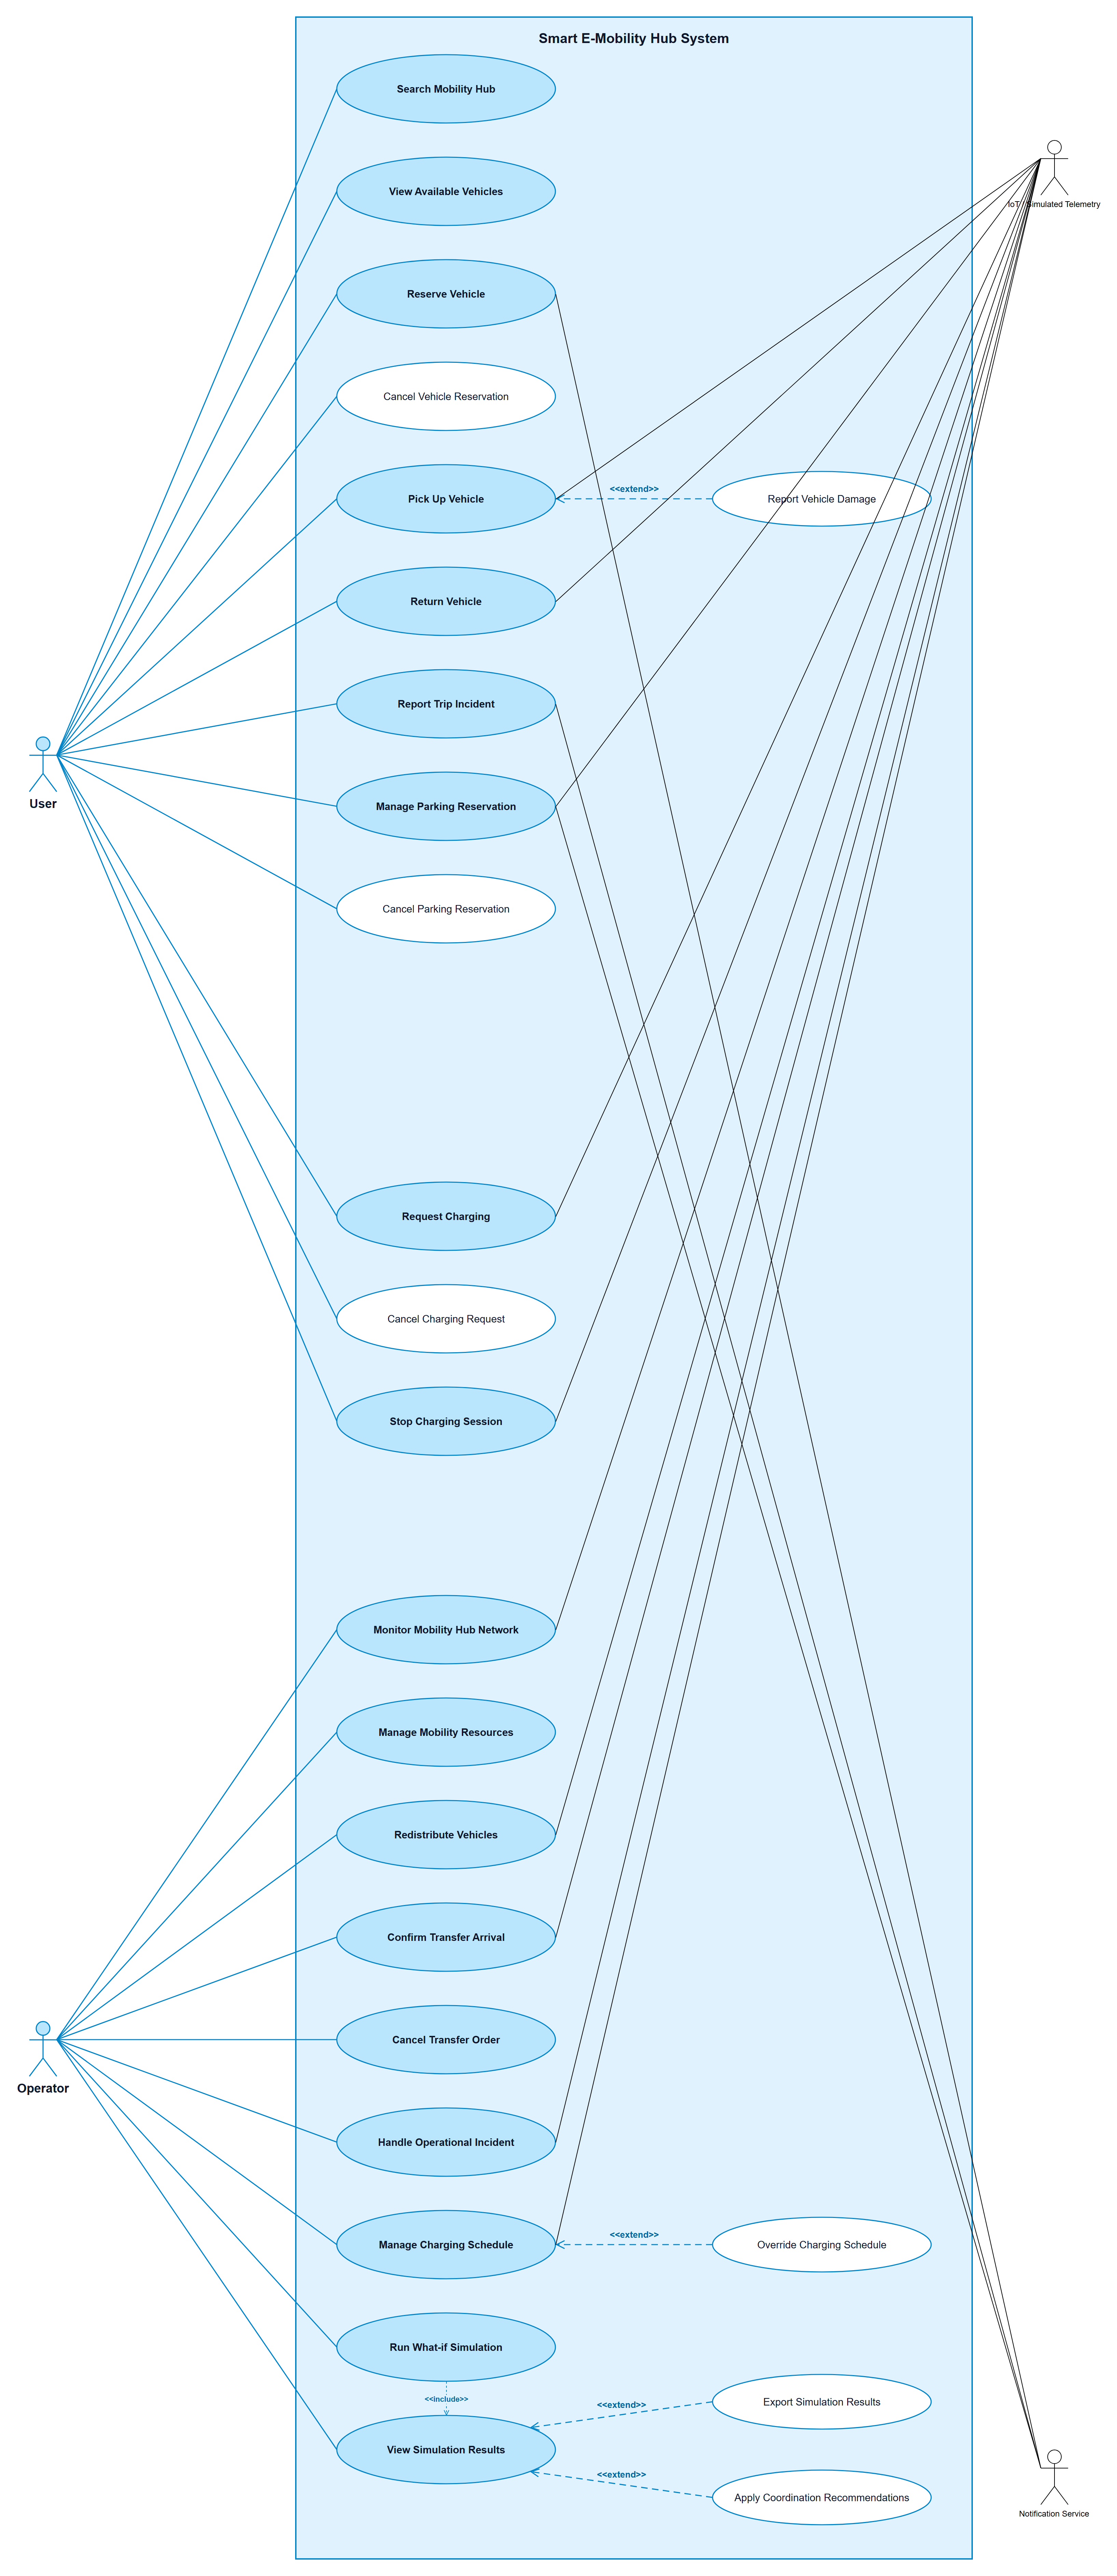 Smart E-Mobility Hub System
Search Mobility Hub
IoT / Simulated Telemetry
View Available Vehicles
Reserve Vehicle
Cancel Vehicle Reservation
Pick Up Vehicle
<<extend>>
Report Vehicle Damage
Return Vehicle
Report Trip Incident
User
Manage Parking Reservation
Cancel Parking Reservation
Request Charging
Cancel Charging Request
Stop Charging Session
Monitor Mobility Hub Network
Manage Mobility Resources
Redistribute Vehicles
Confirm Transfer Arrival
Cancel Transfer Order
Operator
Handle Operational Incident
Manage Charging Schedule
<<extend>>
Override Charging Schedule
Run What-if Simulation
<<include>>
<<extend>>
Export Simulation Results
View Simulation Results
<<extend>>
Apply Coordination Recommendations
Notification Service